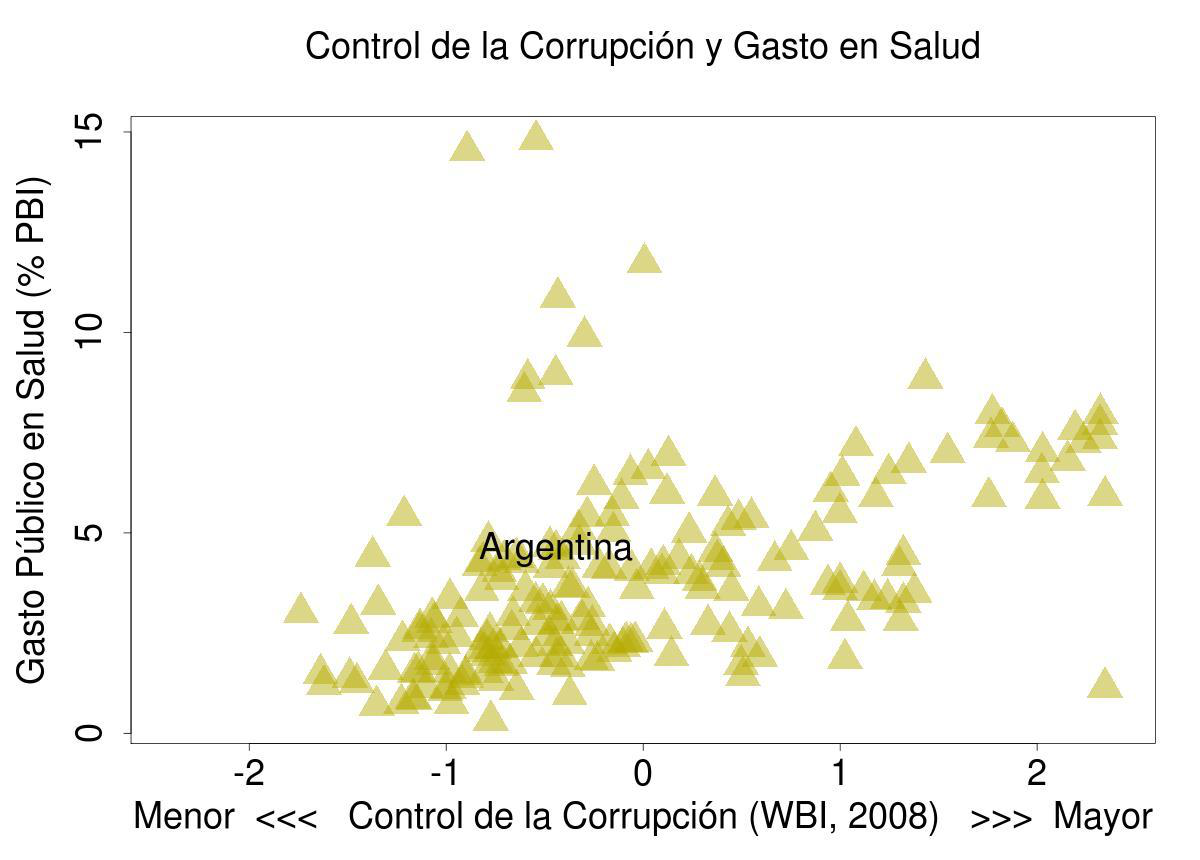 Control de la Corrupción y Gasto en Salud
Gasto Público en Salud (% PBI)
15
10
5
0
Argentina
-2 -1 0 1 2
Menor <<< Control de la Corrupción (WBI, 2008) >>> Mayor